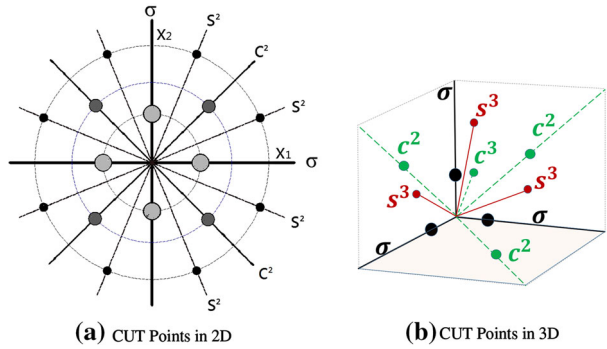 σ
X₂
S²
S²
C²
S²
X₁
σ
S²
C²
S²
σ
s³
c²
c²
c³
s³
s³
σ
σ
c²
(a) CUT Points in 2D
(b) CUT Points in 3D